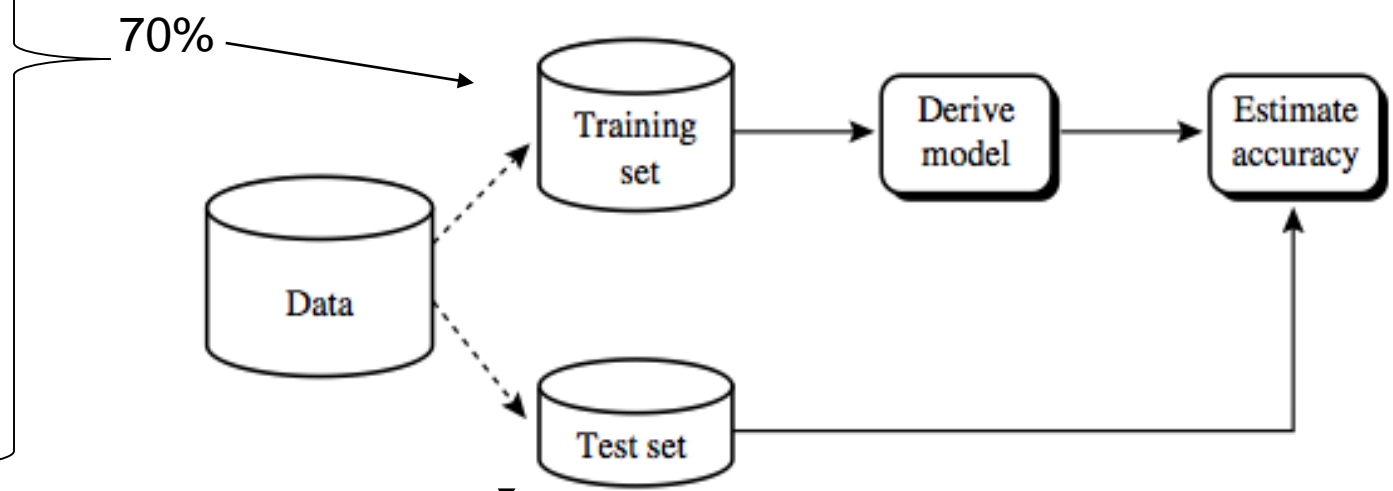 70%
Training
set
Derive
model
Estimate
accuracy
Data
Test set